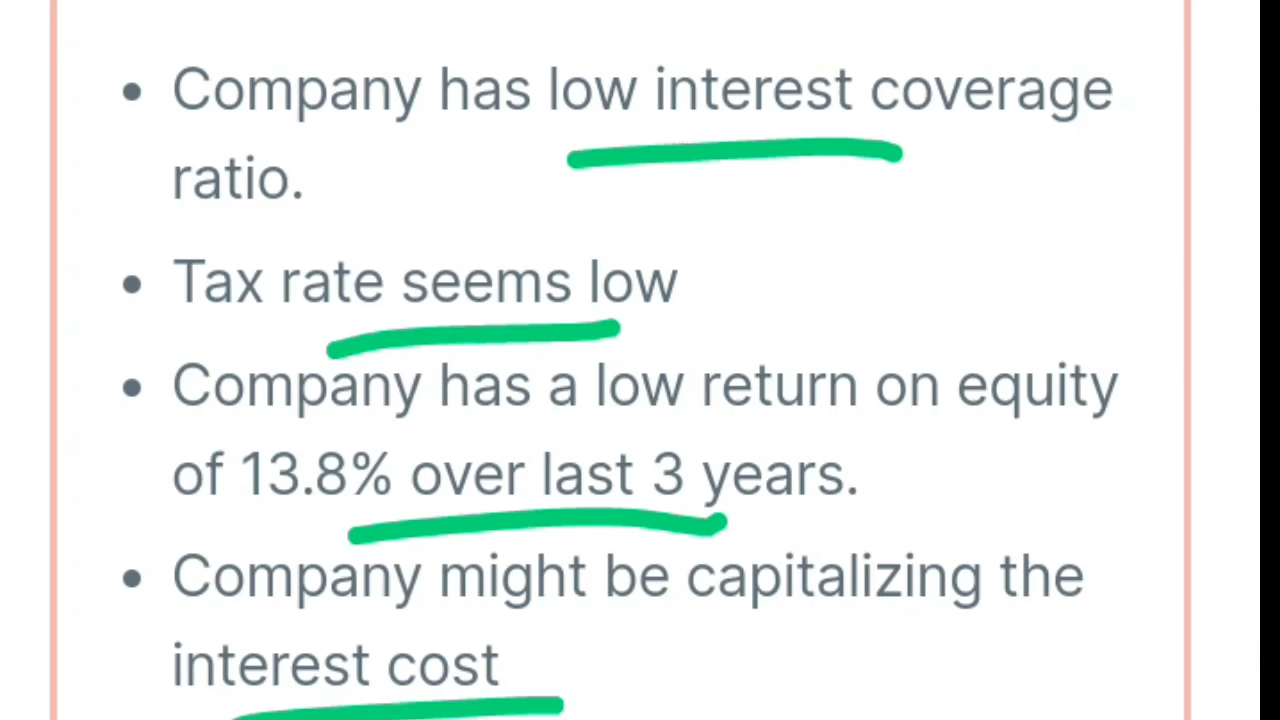 • Company has low interest coverage
ratio.
• Tax rate seems low
• Company has a low return on equity
of 13.8% over last 3 years.
• Company might be capitalizing the
interest cost